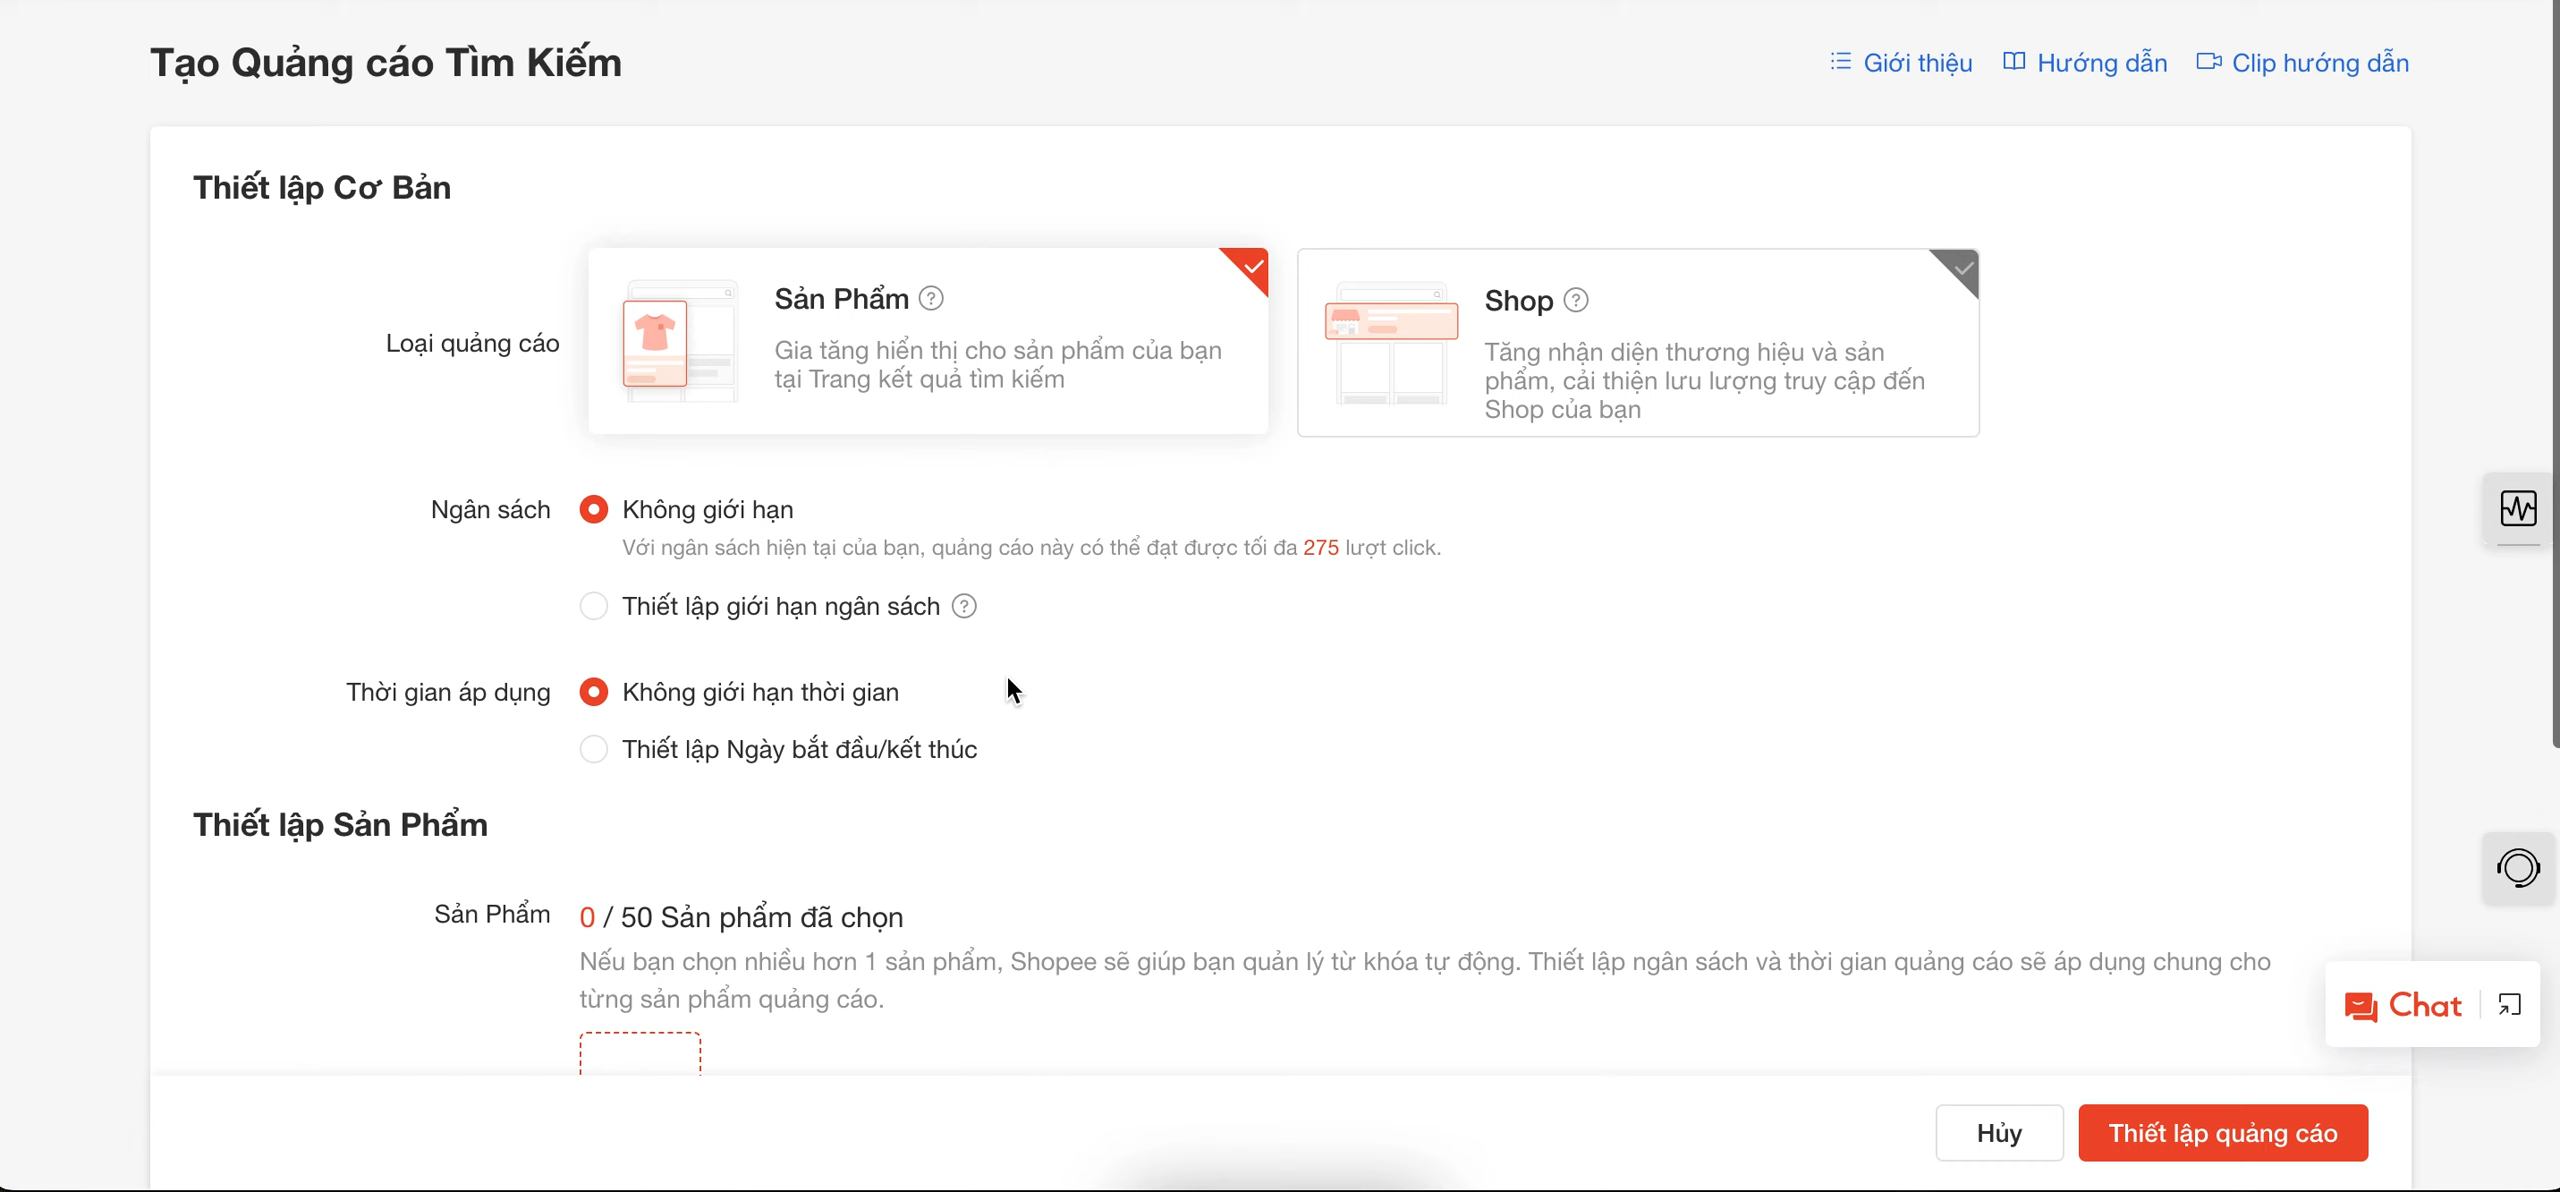 Tạo Quảng cáo Tìm Kiếm
Giới thiệu
Hướng dẫn
Clip hướng dẫn
Thiết lập Cơ Bản
Loại quảng cáo
Sản Phẩm
Gia tăng hiển thị cho sản phẩm của bạn
tại Trang kết quả tìm kiếm
Shop
Tăng nhận diện thương hiệu và sản
phẩm, cải thiện lưu lượng truy cập đến
Shop của bạn
Ngân sách
Không giới hạn
Với ngân sách hiện tại của bạn, quảng cáo này có thể đạt được tối đa 275 lượt click.
Thiết lập giới hạn ngân sách
Thời gian áp dụng
Không giới hạn thời gian
Thiết lập Ngày bắt đầu/kết thúc
Thiết lập Sản Phẩm
Sản Phẩm
0 / 50 Sản phẩm đã chọn
Nếu bạn chọn nhiều hơn 1 sản phẩm, Shopee sẽ giúp bạn quản lý từ khóa tự động. Thiết lập ngân sách và thời gian quảng cáo sẽ áp dụng chung cho
từng sản phẩm quảng cáo.
Chat
Hủy
Thiết lập quảng cáo